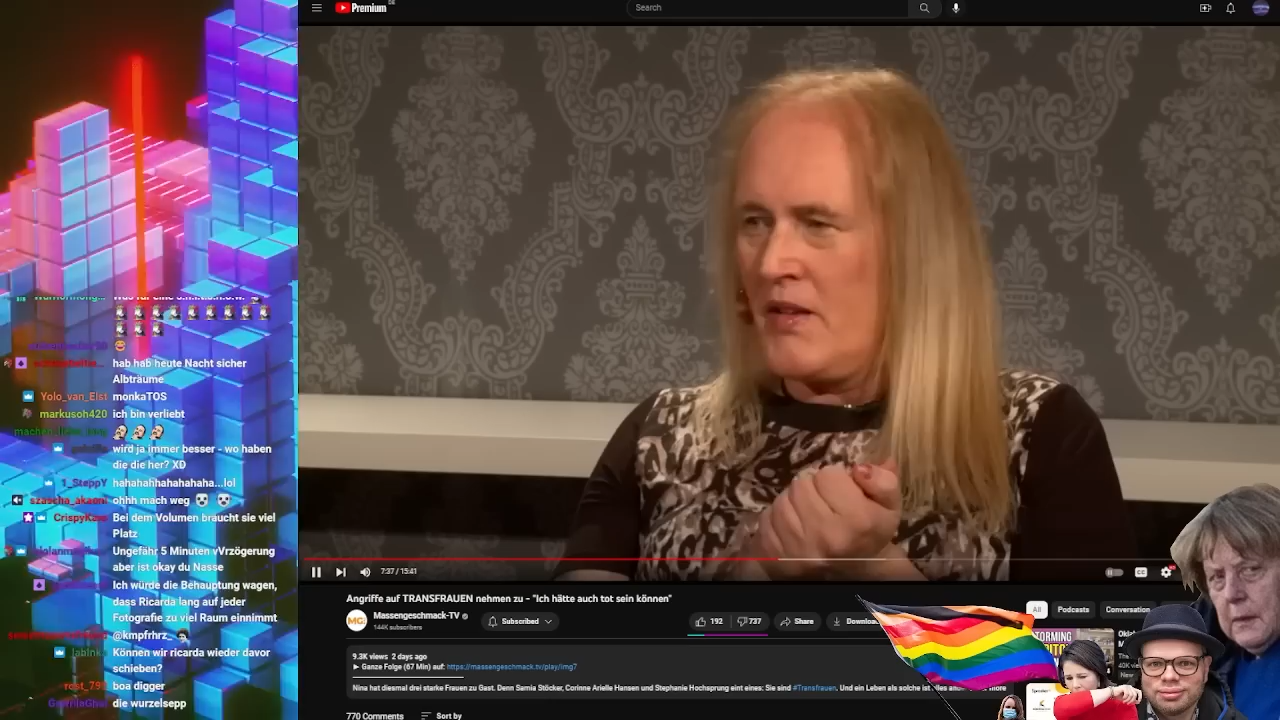 Premium
DE
Search
hab hab heute Nacht sicher
Albträume
Yolo_van_Elst monkaTOS
markusoh420 ich bin verliebt
wird ja immer besser - wo haben
die die her? XD
1_SteppY hahahahahahahaha...lol
szascha_akaoni ohhh mach weg
Bei dem Volumen braucht sie viel
Platz
Ungefähr 5 Minuten vVrzögerung
aber ist okay du Nasse
Ich würde die Behauptung wagen,
dass Ricarda lang auf jeder
Fotografie zu viel Raum einnimmt
@kmpfrhrz_
Können wir ricarda wieder davor
schieben?
boa digger
die wurzelsepp
7:37 / 15:41
CC
Angriffe auf TRANSFRAUEN nehmen zu - "Ich hätte auch tot sein können"
MG
Massengeschmack-TV
144K subscribers
Subscribed
192
737
Share
All
Podcasts
9.3K views 2 days ago
► Ganze Folge (67 Min) auf: https://massengeschmack.tv/play/img7
Nina hat diesmal drei starke Frauen zu Gast. Denn Samia Stöcker, Corinne Arielle Hansen und Stephanie Hochsprung eint eines: Sie sind #Transfrauen. Und ein Leben als solche ist
770 Comments
Sort by